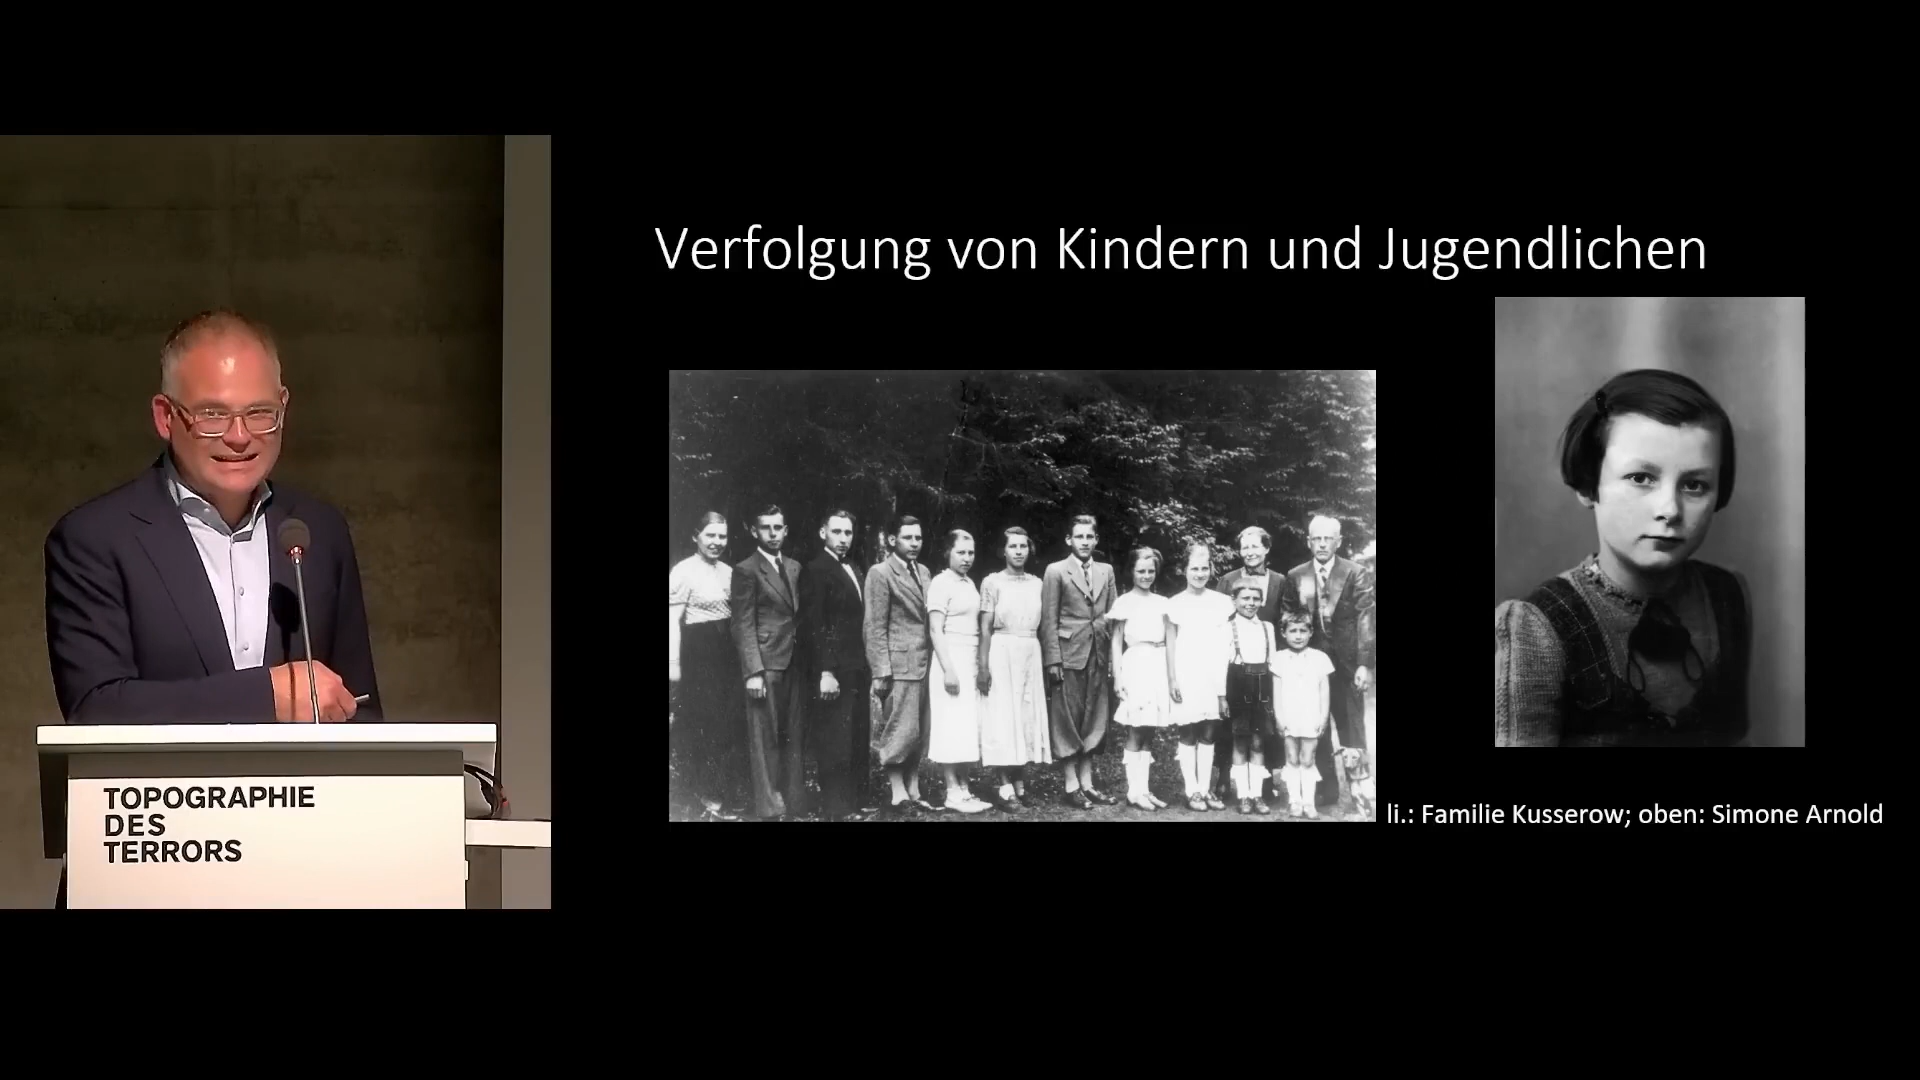 Verfolgung von Kindern und Jugendlichen
li.: Familie Kusserow; oben: Simone Arnold
TOPOGRAPHIE
DES
TERRORS